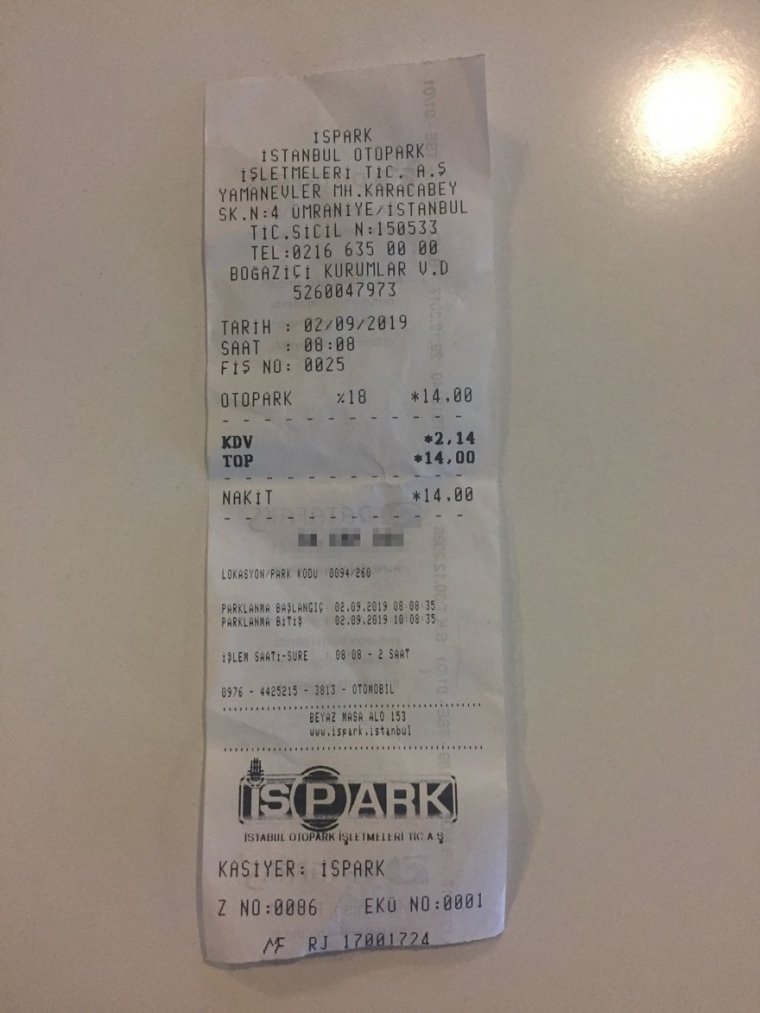 İSPARK
İSTANBUL OTOPARK
İŞLETMELERİ TİC. A.Ş
YAMANEVLER MH.KARACABEY
SK.N:4 ÜMRANİYE/İSTANBUL
TİC.SİCİL N:150533
TEL:0216 635 00 00
BOĞAZİÇİ KURUMLAR V.D
5260047973
TARİH : 02/09/2019
SAAT : 08:08
FİŞ NO: 0025
OTOPARK %18 *14,00
KDV *2,14
TOP *14,00
NAKİT *14,00
LOKASYON/PARK KODU 0094/260
PARKLANMA BAŞLANGIÇ 02.09.2019 08:08:35
PARKLANMA BİTİŞ : 02.09.2019 10:08:35
İŞLEM SAATİ-SURE : 08:08 - 2 SAAT
0976 - 4425215 - 3813 - OTOMOBİL
BEYAZ MASA ALO 153
www.ispark.istanbul
İSPARK
İSTABUL OTOPARK İŞLETMELERİ TİC A Ş
KASİYER: İSPARK
Z NO:0086 EKÜ NO:0001
MF RJ 17001724